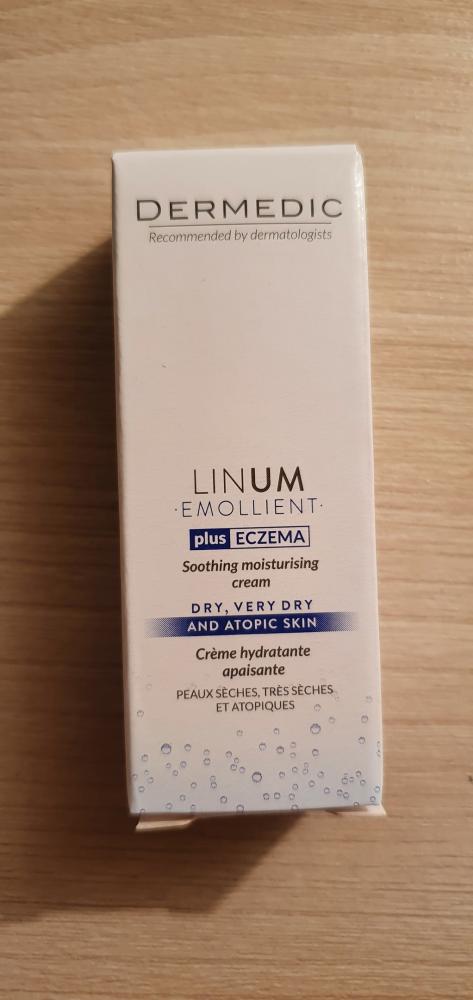 DERMEDIC
Recommended by dermatologists
LINUM
·EMOLLIENT·
plus ECZEMA
Soothing moisturising
cream
DRY, VERY DRY
AND ATOPIC SKIN
Crème hydratante
apaisante
PEAUX SÈCHES, TRÈS SÈCHES
ET ATOPIQUES